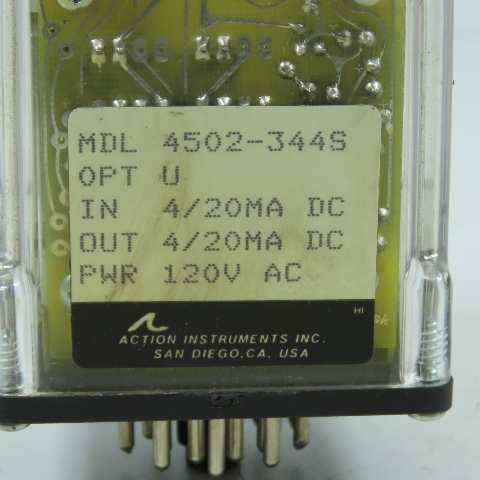 MDL 4502-344S
OPT U
IN 4/20MA DC
OUT 4/20MA DC
PWR 120V AC
HI
ACTION INSTRUMENTS INC.
SAN DIEGO, CA. USA